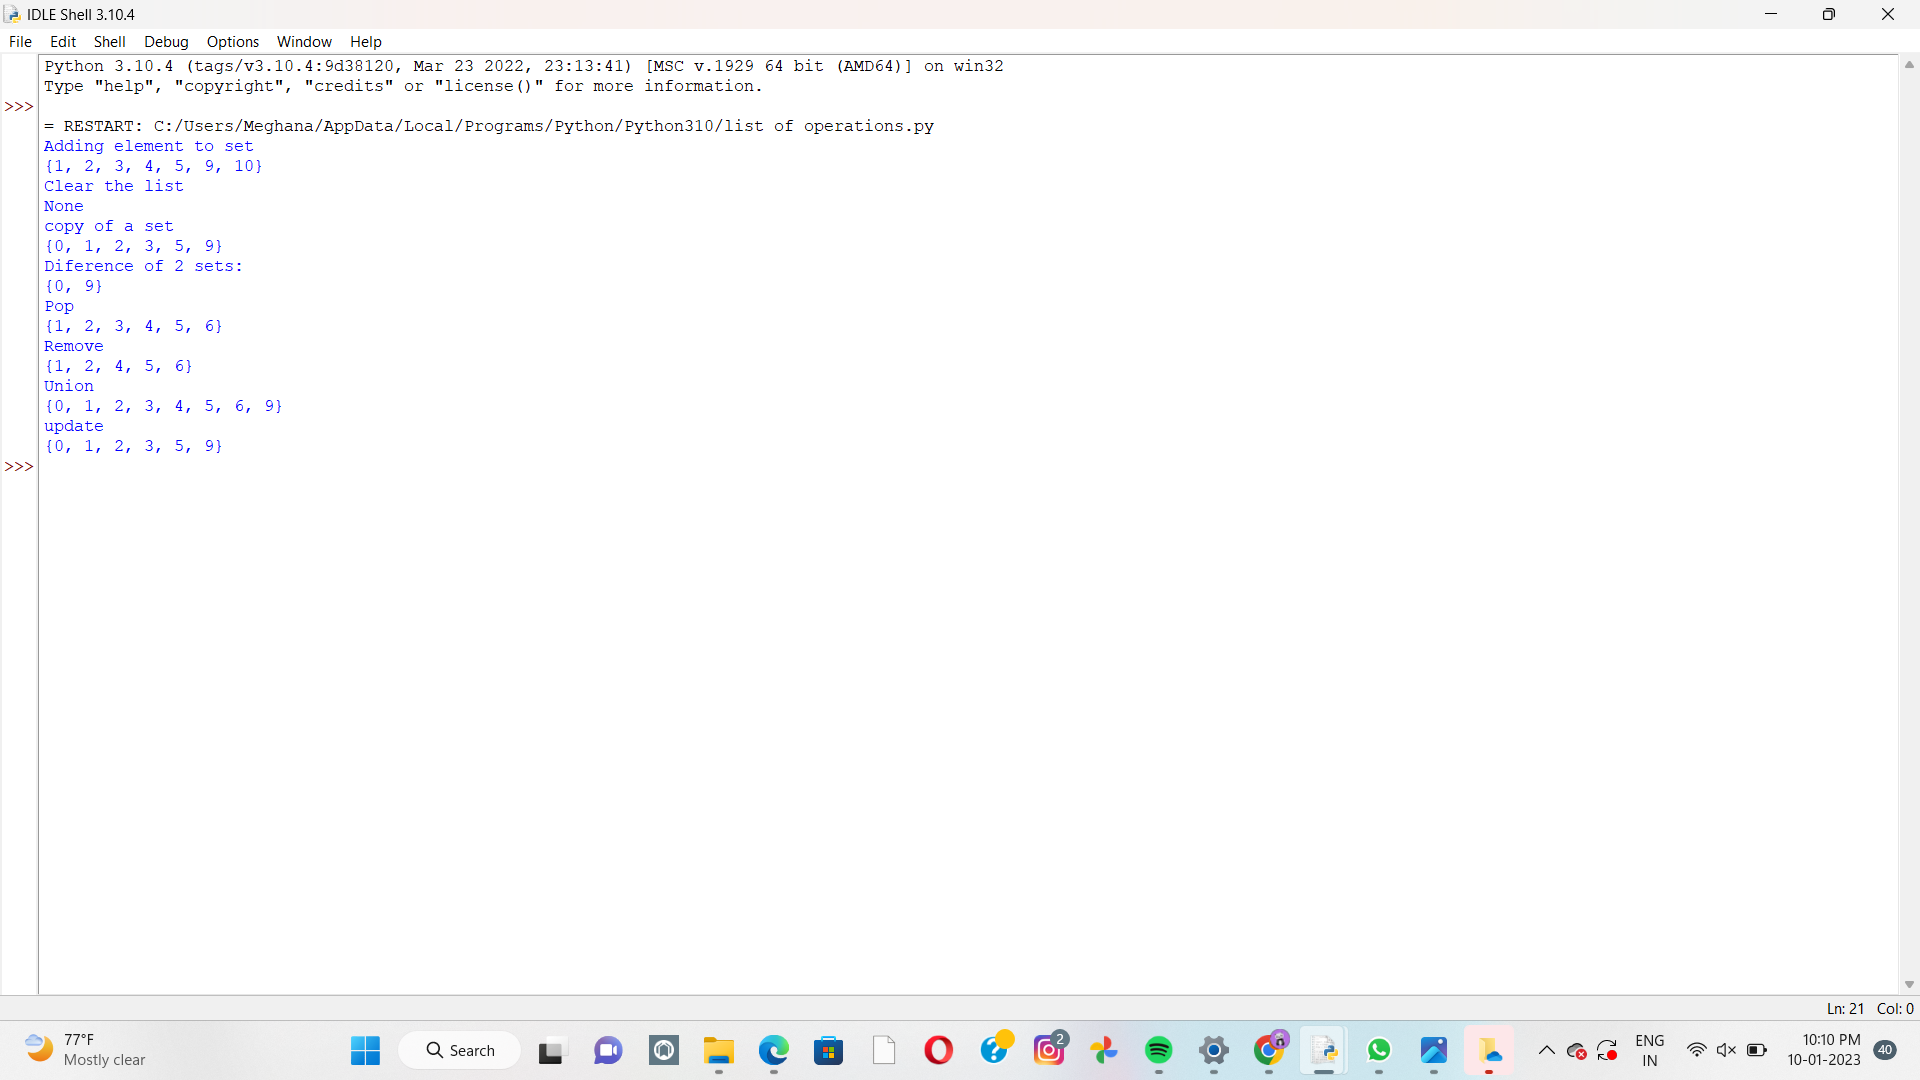 IDLE Shell 3.10.4
File Edit Shell Debug Options Window Help
Python 3.10.4 (tags/v3.10.4:9d38120, Mar 23 2022, 23:13:41) [MSC v.1929 64 bit (AMD64)] on win32
Type "help", "copyright", "credits" or "license()" for more information.
>>>
= RESTART: C:/Users/Meghana/AppData/Local/Programs/Python/Python310/list of operations.py
Adding element to set
{1, 2, 3, 4, 5, 9, 10}
Clear the list
None
copy of a set
{0, 1, 2, 3, 5, 9}
Diference of 2 sets:
{0, 9}
Pop
{1, 2, 3, 4, 5, 6}
Remove
{1, 2, 4, 5, 6}
Union
{0, 1, 2, 3, 4, 5, 6, 9}
update
{0, 1, 2, 3, 5, 9}
>>>
Ln: 21 Col: 0
77°F
Mostly clear
Search
2
ENG
IN
10:10 PM
10-01-2023
40